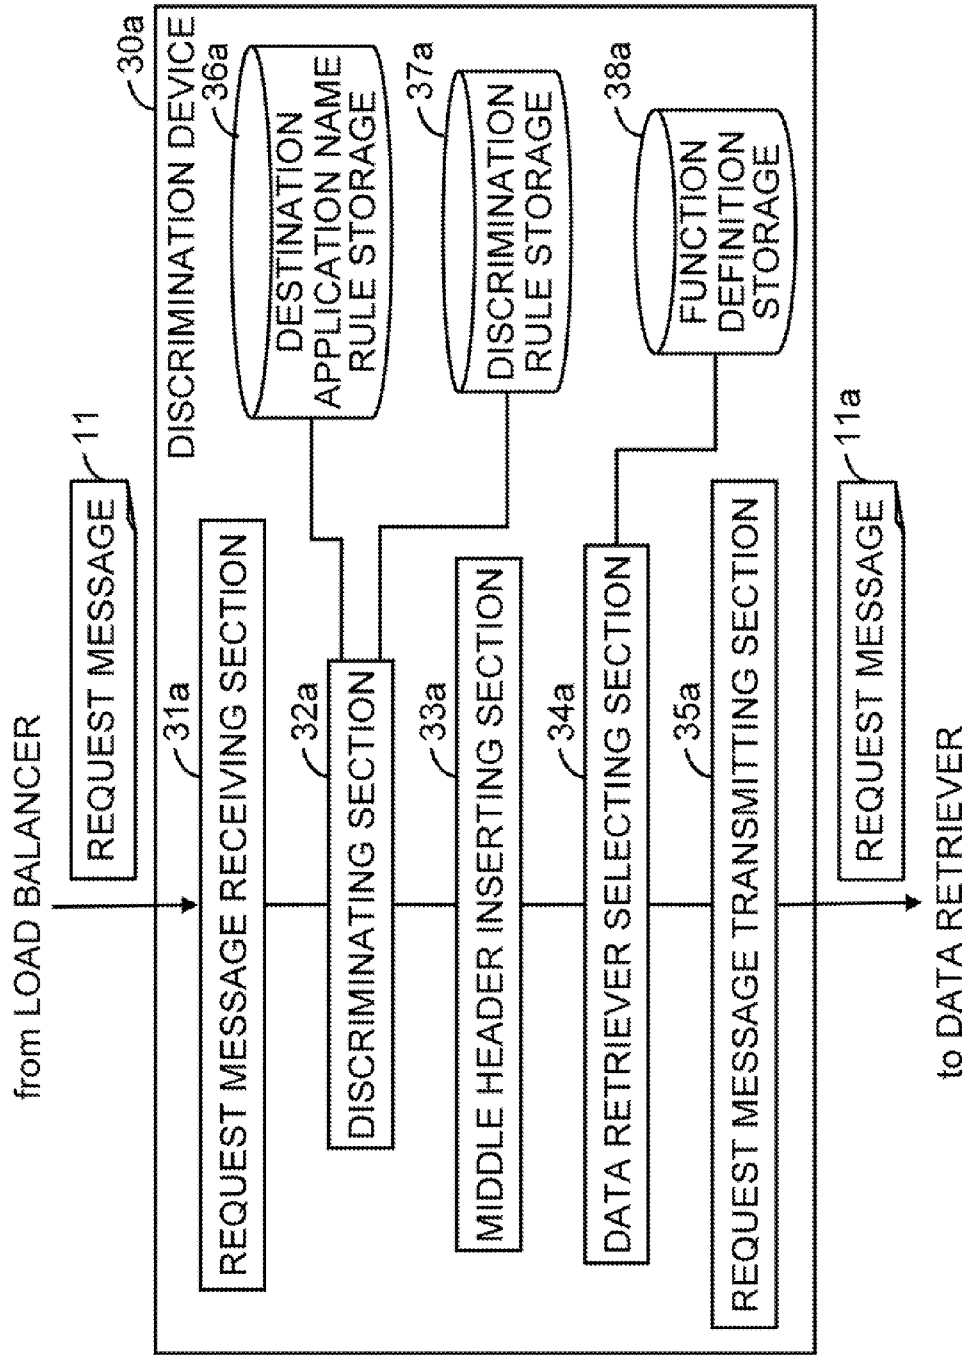 from LOAD BALANCER
REQUEST MESSAGE
11
30a
DISCRIMINATION DEVICE
31a
REQUEST MESSAGE RECEIVING SECTION
36a
DESTINATION
APPLICATION NAME
RULE STORAGE
32a
DISCRIMINATING SECTION
37a
DISCRIMINATION
RULE STORAGE
33a
MIDDLE HEADER INSERTING SECTION
34a
DATA RETRIEVER SELECTING SECTION
38a
FUNCTION
DEFINITION
STORAGE
35a
REQUEST MESSAGE TRANSMITTING SECTION
11a
REQUEST MESSAGE
to DATA RETRIEVER